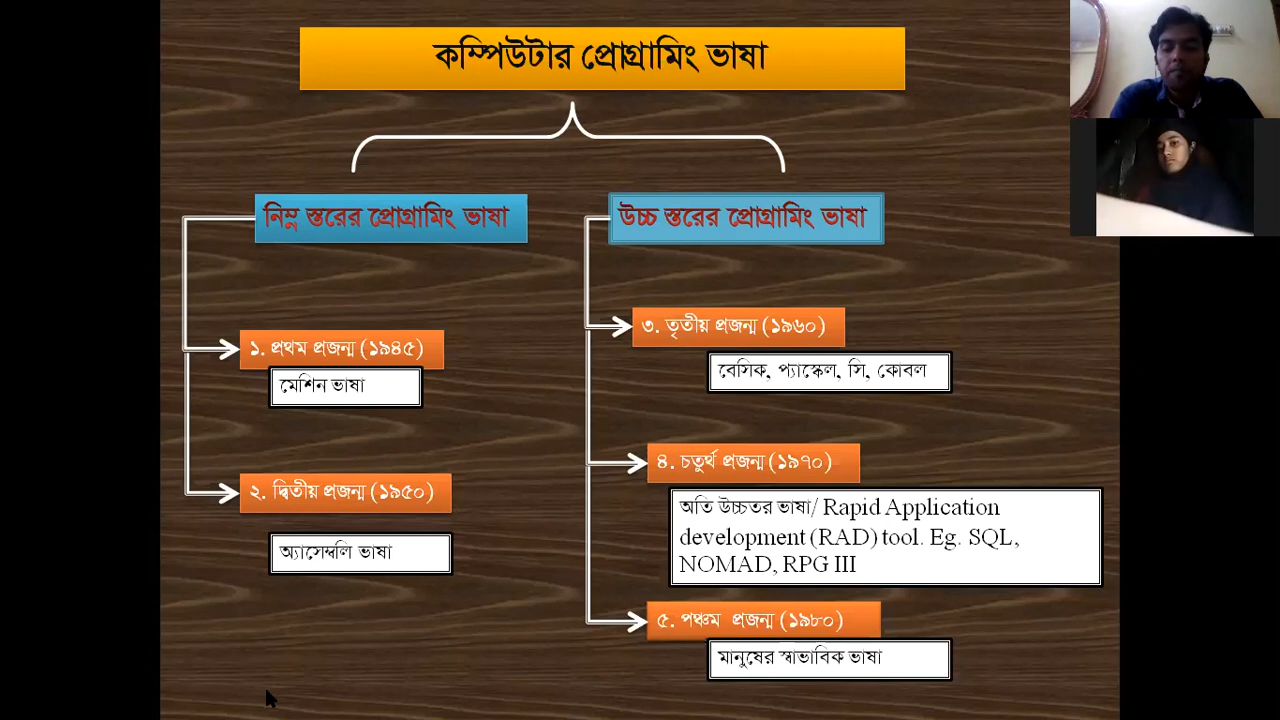 কম্পিউটার প্রোগ্রামিং ভাষা
নিম্ন স্তরের প্রোগ্রামিং ভাষা
১. প্রথম প্রজন্ম (১৯৪৫)
মেশিন ভাষা
২. দ্বিতীয় প্রজন্ম (১৯৫০)
অ্যাসেম্বলি ভাষা
উচ্চ স্তরের প্রোগ্রামিং ভাষা
৩. তৃতীয় প্রজন্ম (১৯৬০)
বেসিক, প্যাস্কেল, সি, কোবল
৪. চতুর্থ প্রজন্ম (১৯৭০)
অতি উচ্চতর ভাষা/ Rapid Application
development (RAD) tool. Eg. SQL,
NOMAD, RPG III
৫. পঞ্চম প্রজন্ম (১৯৮০)
মানুষের স্বাভাবিক ভাষা